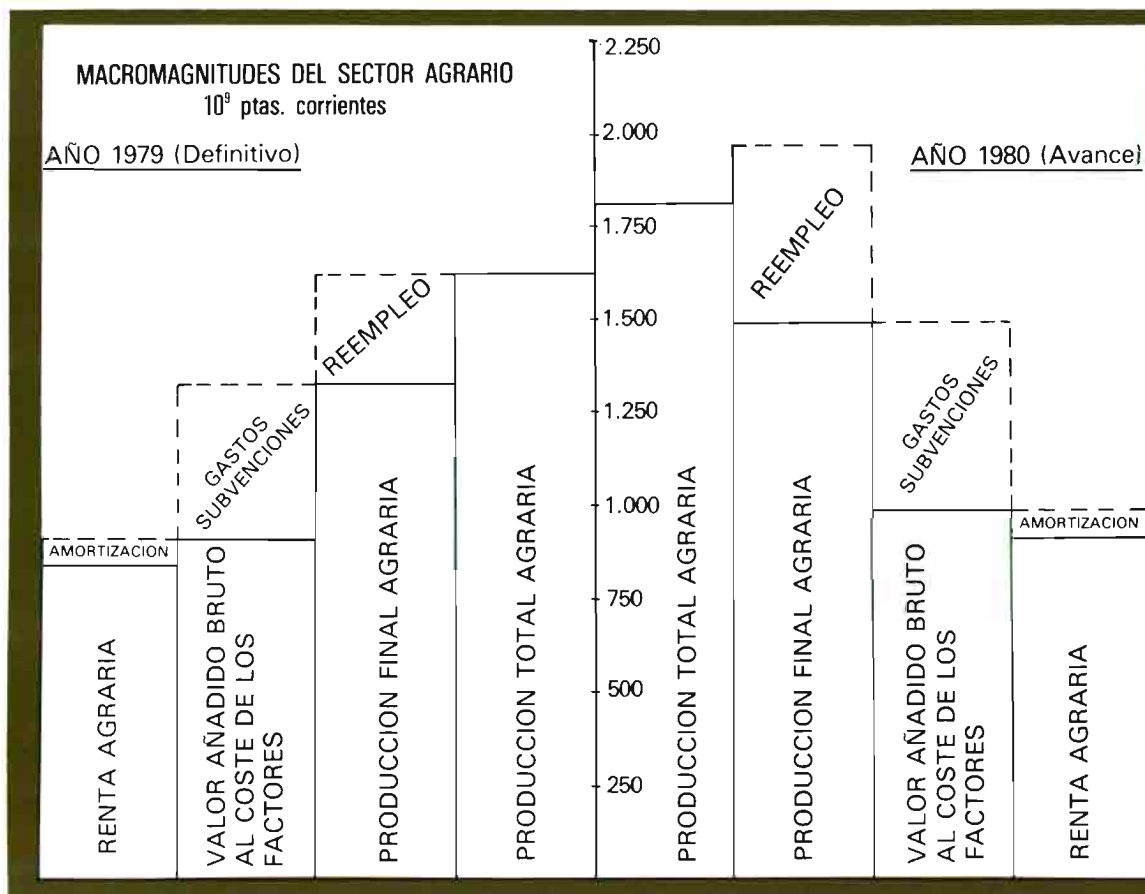 MACROMAGNITUDES DEL SECTOR AGRARIO
10⁹ ptas. corrientes
AÑO 1979 (Definitivo)
AÑO 1980 (Avance)
2.250
2.000
1.750
1.500
1.250
1.000
750
500
250
AMORTIZACION
RENTA AGRARIA
GASTOS
SUBVENCIONES
VALOR AÑADIDO BRUTO
AL COSTE DE LOS
FACTORES
REEMPLEO
PRODUCCION FINAL AGRARIA
PRODUCCION TOTAL AGRARIA
PRODUCCION TOTAL AGRARIA
REEMPLEO
PRODUCCION FINAL AGRARIA
GASTOS
SUBVENCIONES
VALOR AÑADIDO BRUTO
AL COSTE DE LOS
FACTORES
AMORTIZACION
RENTA AGRARIA